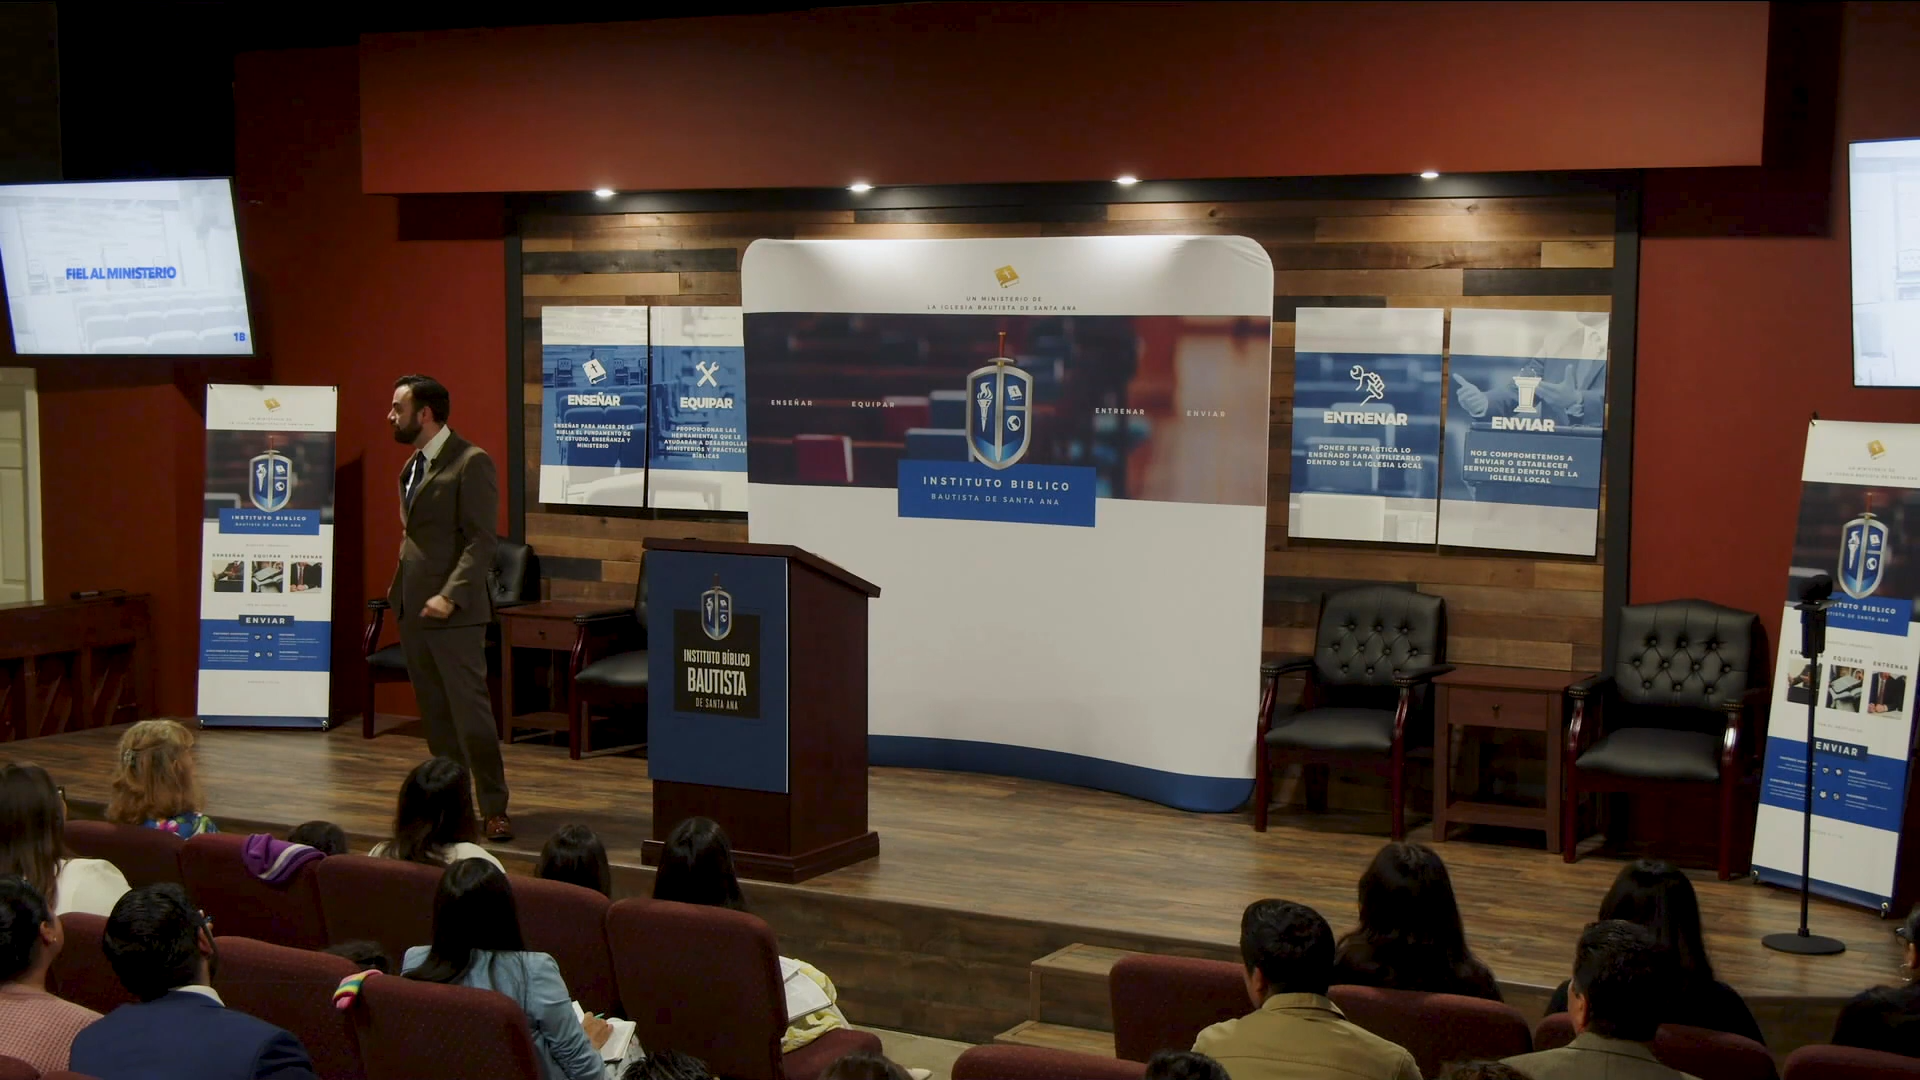 FIEL AL MINISTERIO
1B
INSTITUTO BIBLICO
BAUTISTA DE SANTA ANA
ENSEÑAR
EQUIPAR
ENTRENAR
ENVIAR
ENSEÑAR
ENSEÑAR PARA HACER DE LA
BIBLIA EL FUNDAMENTO DE
TU ESTUDIO, ENSEÑANZA Y
MINISTERIO
EQUIPAR
PROPORCIONAR LAS
HERRAMIENTAS QUE LE
AYUDARÁN A DESARROLLAR
MINISTERIOS Y PRÁCTICAS
BÍBLICAS
UN MINISTERIO DE
LA IGLESIA BAUTISTA DE SANTA ANA
ENSEÑAR
EQUIPAR
ENTRENAR
ENVIAR
INSTITUTO BIBLICO
BAUTISTA DE SANTA ANA
INSTITUTO BÍBLICO
BAUTISTA
DE SANTA ANA
ENTRENAR
PONER EN PRÁCTICA LO
ENSEÑADO PARA UTILIZARLO
DENTRO DE LA IGLESIA LOCAL
ENVIAR
NOS COMPROMETEMOS A
ENVIAR O ESTABLECER
SERVIDORES DENTRO DE LA
IGLESIA LOCAL
TITUTO BIBLICO
EQUIPAR
ENTRENAR
ENVIAR